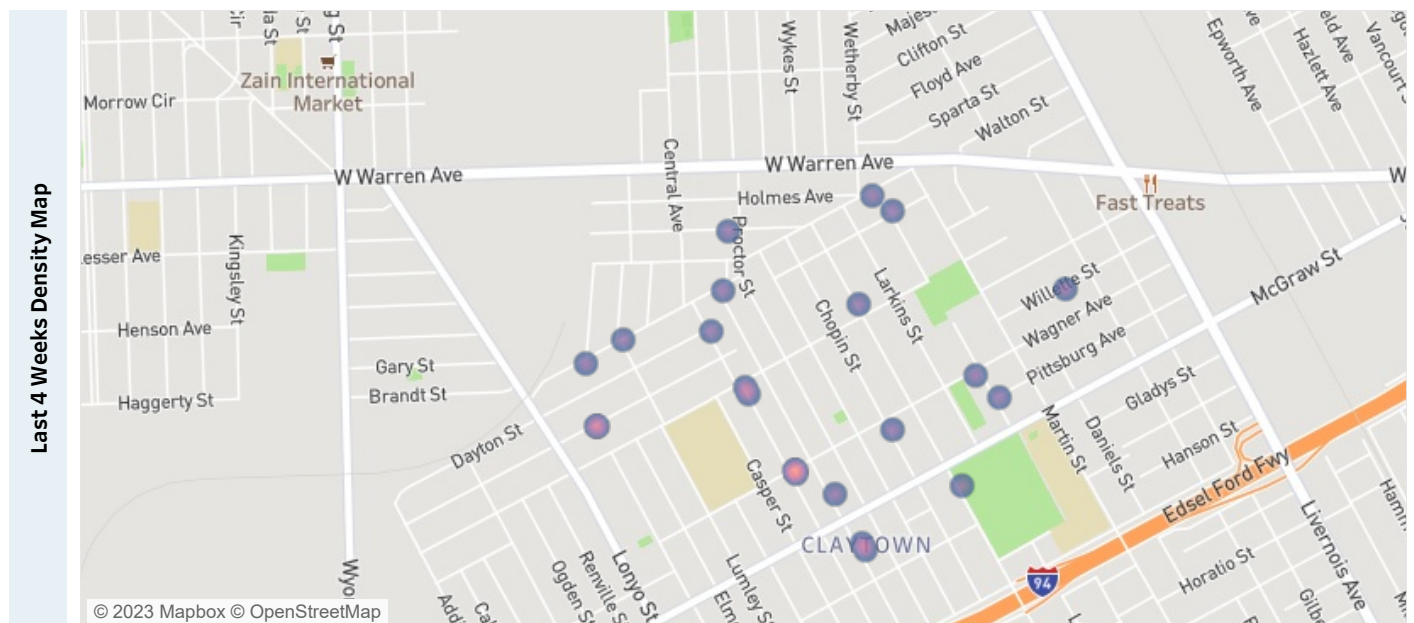 Last 4 Weeks Density Map
Zain International
Market
Morrow Cir
W Warren Ave
W Warren Ave
Central Ave
Wykes St
Wetherby St
Clifton St
Floyd Ave
Sparta St
Walton St
Epworth Ave
Hazlett Ave
Fast Treats
Holmes Ave
Proctor St
Kingsley St
Henson Ave
Haggerty St
Gary St
Brandt St
Dayton St
Larkins St
Chopin St
Willette St
Wagner Ave
Pittsburg Ave
McGraw St
Gladys St
Hanson St
Martin St
Daniels St
Casper St
CLAYTOWN
Edsel Ford Fwy
94
Livernois Ave
Horatio St
Lonyo St
Lumley St
Renville S
Ogden St
© 2023 Mapbox © OpenStreetMap